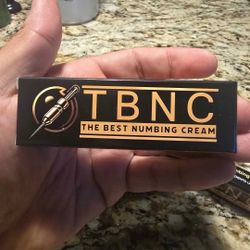 TBNC
THE BEST NUMBING CREAM